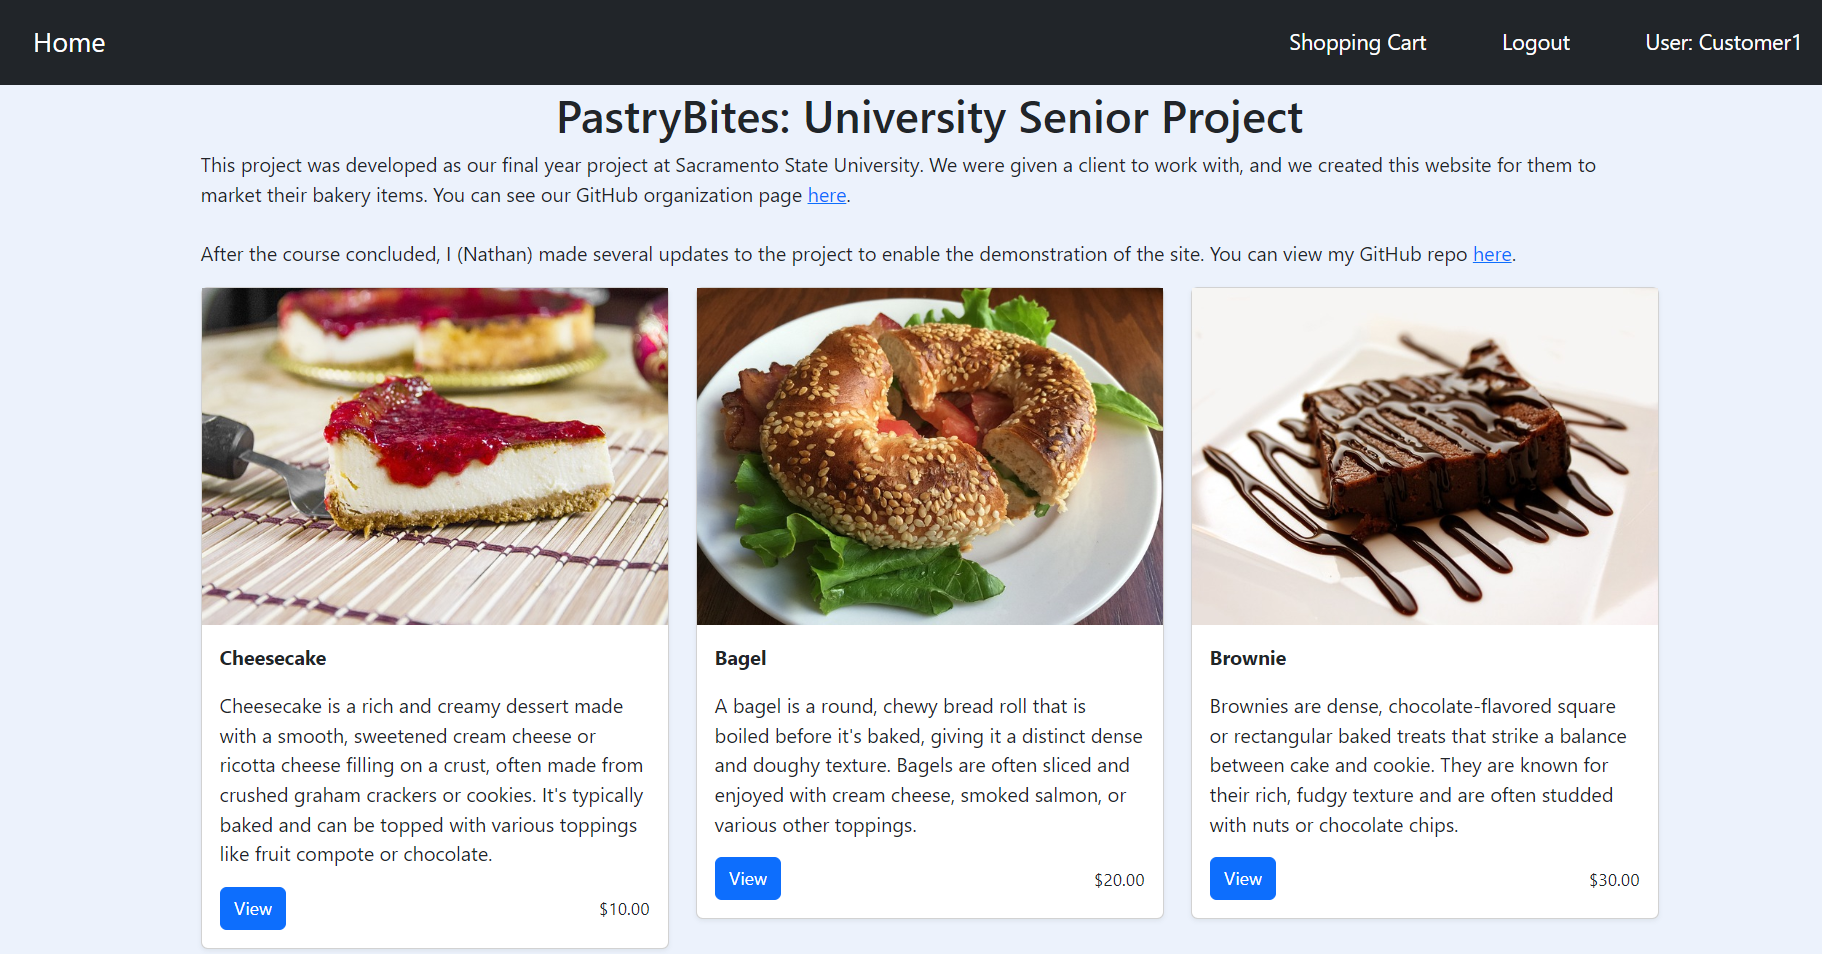 Home
Shopping Cart
Logout
User: Customer1
PastryBites: University Senior Project
This project was developed as our final year project at Sacramento State University. We were given a client to work with, and we created this website for them to
market their bakery items. You can see our GitHub organization page here.
After the course concluded, I (Nathan) made several updates to the project to enable the demonstration of the site. You can view my GitHub repo here.
Cheesecake
Cheesecake is a rich and creamy dessert made
with a smooth, sweetened cream cheese or
ricotta cheese filling on a crust, often made from
crushed graham crackers or cookies. It's typically
baked and can be topped with various toppings
like fruit compote or chocolate.
View
$10.00
Bagel
A bagel is a round, chewy bread roll that is
boiled before it's baked, giving it a distinct dense
and doughy texture. Bagels are often sliced and
enjoyed with cream cheese, smoked salmon, or
various other toppings.
View
$20.00
Brownie
Brownies are dense, chocolate-flavored square
or rectangular baked treats that strike a balance
between cake and cookie. They are known for
their rich, fudgy texture and are often studded
with nuts or chocolate chips.
View
$30.00